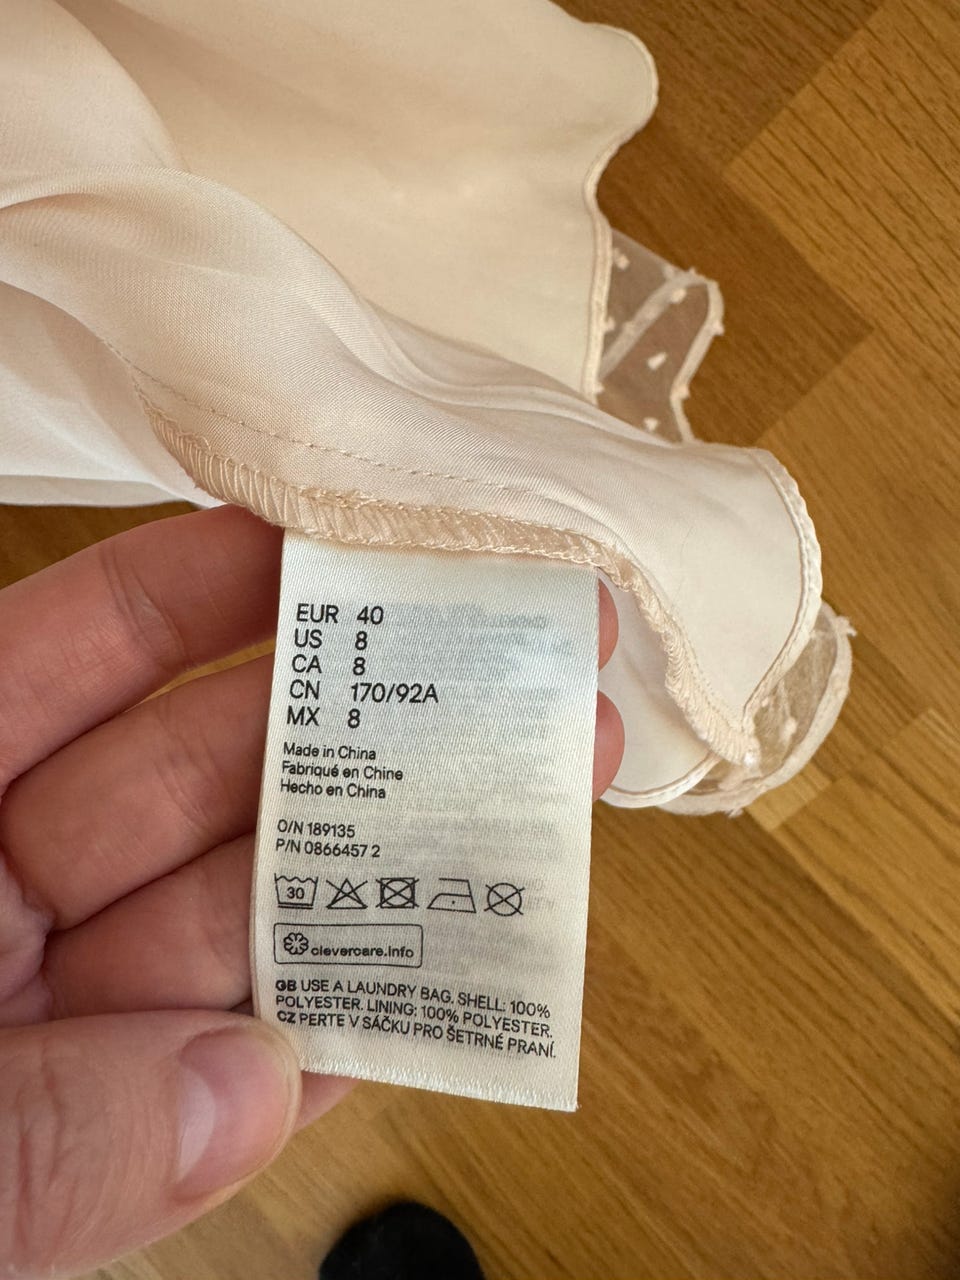 EUR 40
US 8
CA 8
CN 170/92A
MX 8
Made in China
Fabriqué en Chine
Hecho en China
O/N 189135
P/N 0866457 2
30
clevercare.info
GB USE A LAUNDRY BAG. SHELL: 100%
POLYESTER. LINING: 100% POLYESTER.
CZ PERTE V SÁČKU PRO ŠETRNÉ PRANÍ.